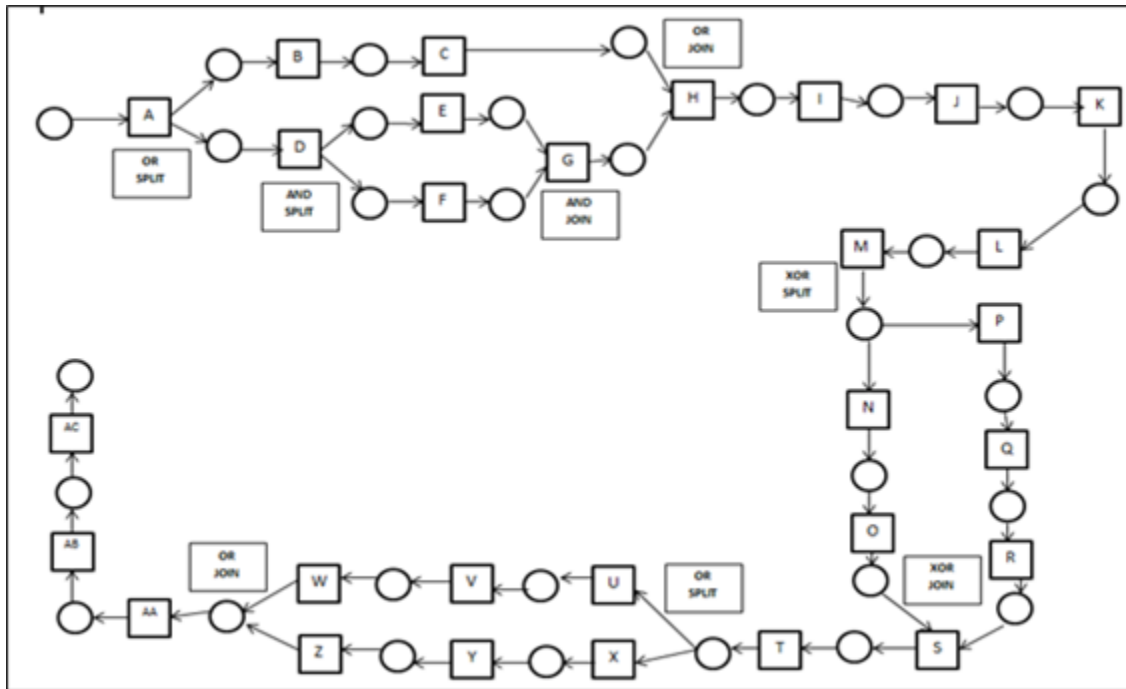 OR
JOIN
B
C
A
E
H
I
J
K
D
G
OR
SPLIT
F
AND
SPLIT
AND
JOIN
M
L
XOR
SPLIT
P
N
AC
Q
O
AB
R
OR
JOIN
XOR
JOIN
W
V
U
OR
SPLIT
AA
Z
Y
X
T
S